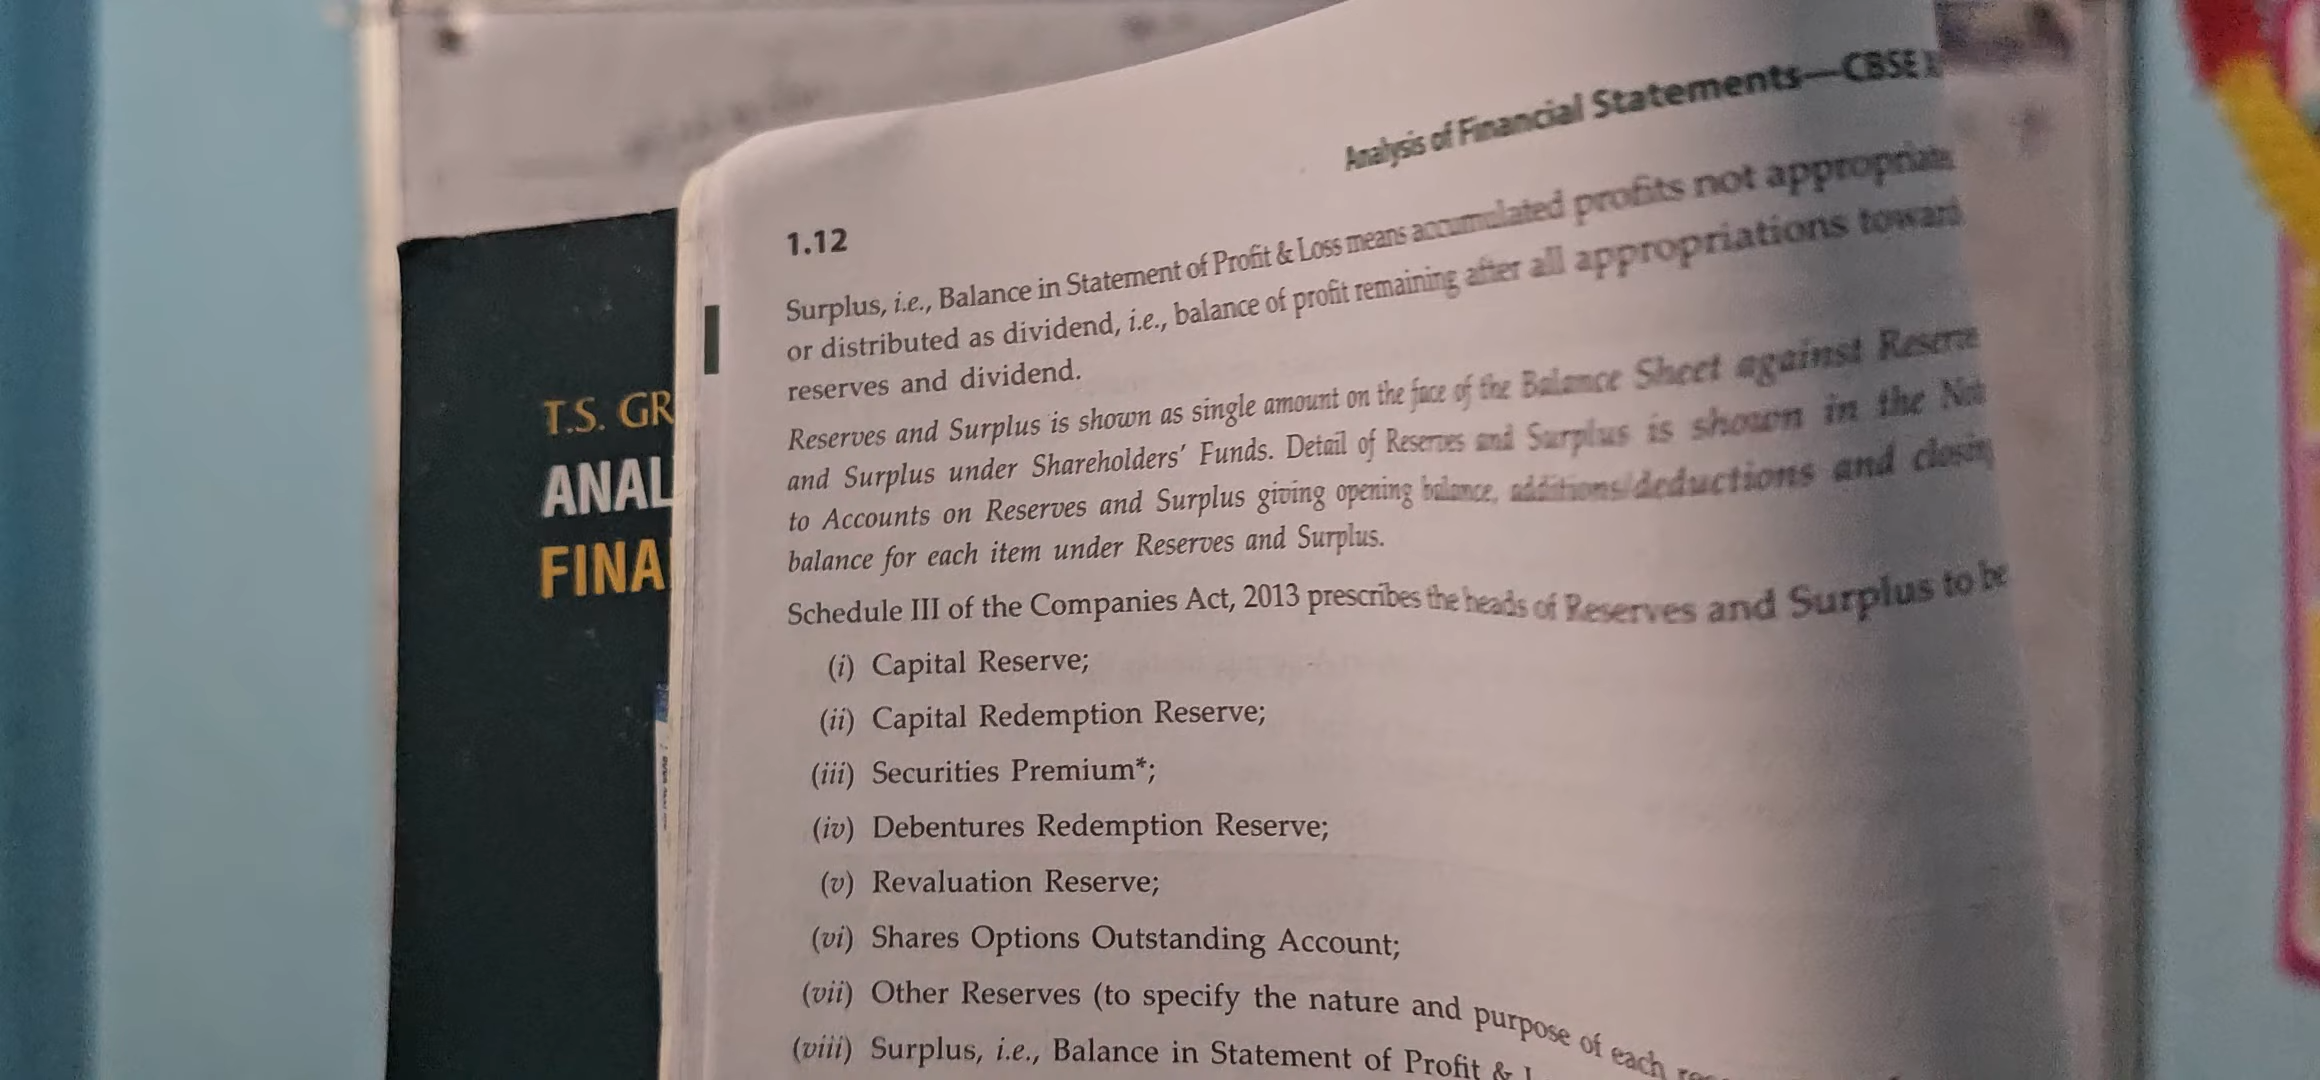 Analysis of Financial Statements—CBSE
1.12
Surplus, i.e., Balance in Statement of Profit & Loss means accumulated profits not
or distributed as dividend, i.e., balance of profit remaining after all appropriations
reserves and dividend.
Reserves and Surplus is shown as single amount on the face of the Balance Sheet against
and Surplus under Shareholders' Funds. Detail of Reserves and Surplus is shown in the
to Accounts on Reserves and Surplus giving opening balance, additions/deductions and
balance for each item under Reserves and Surplus.
Schedule III of the Companies Act, 2013 prescribes the heads of Reserves and Surplus to be
(i) Capital Reserve;
(ii) Capital Redemption Reserve;
(iii) Securities Premium*;
(iv) Debentures Redemption Reserve;
(v) Revaluation Reserve;
(vi) Shares Options Outstanding Account;
(vii) Other Reserves (to specify the nature and purpose of each
(viii) Surplus, i.e., Balance in Statement of Profit &
T.S. GR
ANAL
FINA